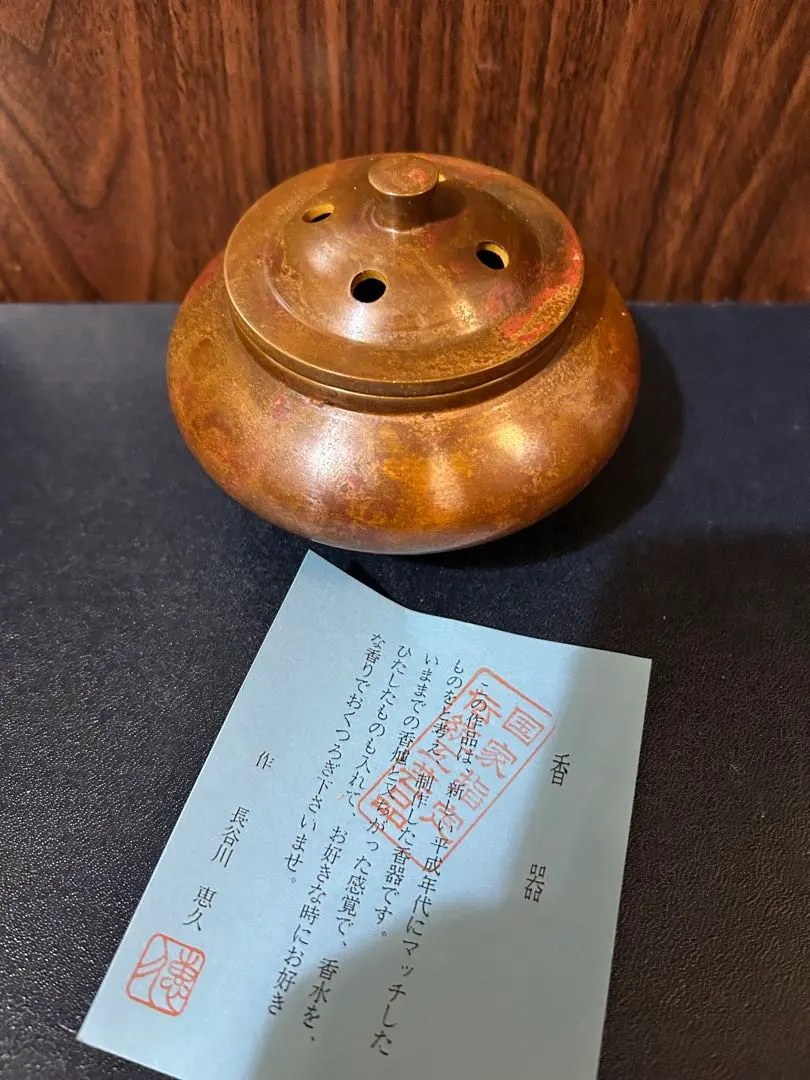 香器
この作品は、新しい平成年代にマッチした
ものをと考え、制作した香器です。
いままでの香爐と又ちがった感覚で、香水を、
ひたしたものも入れて、お好きな時にお好き
な香りでおくつろぎ下さいませ。
作 長谷川 恵久
国家指定
伝統工芸品
恵久